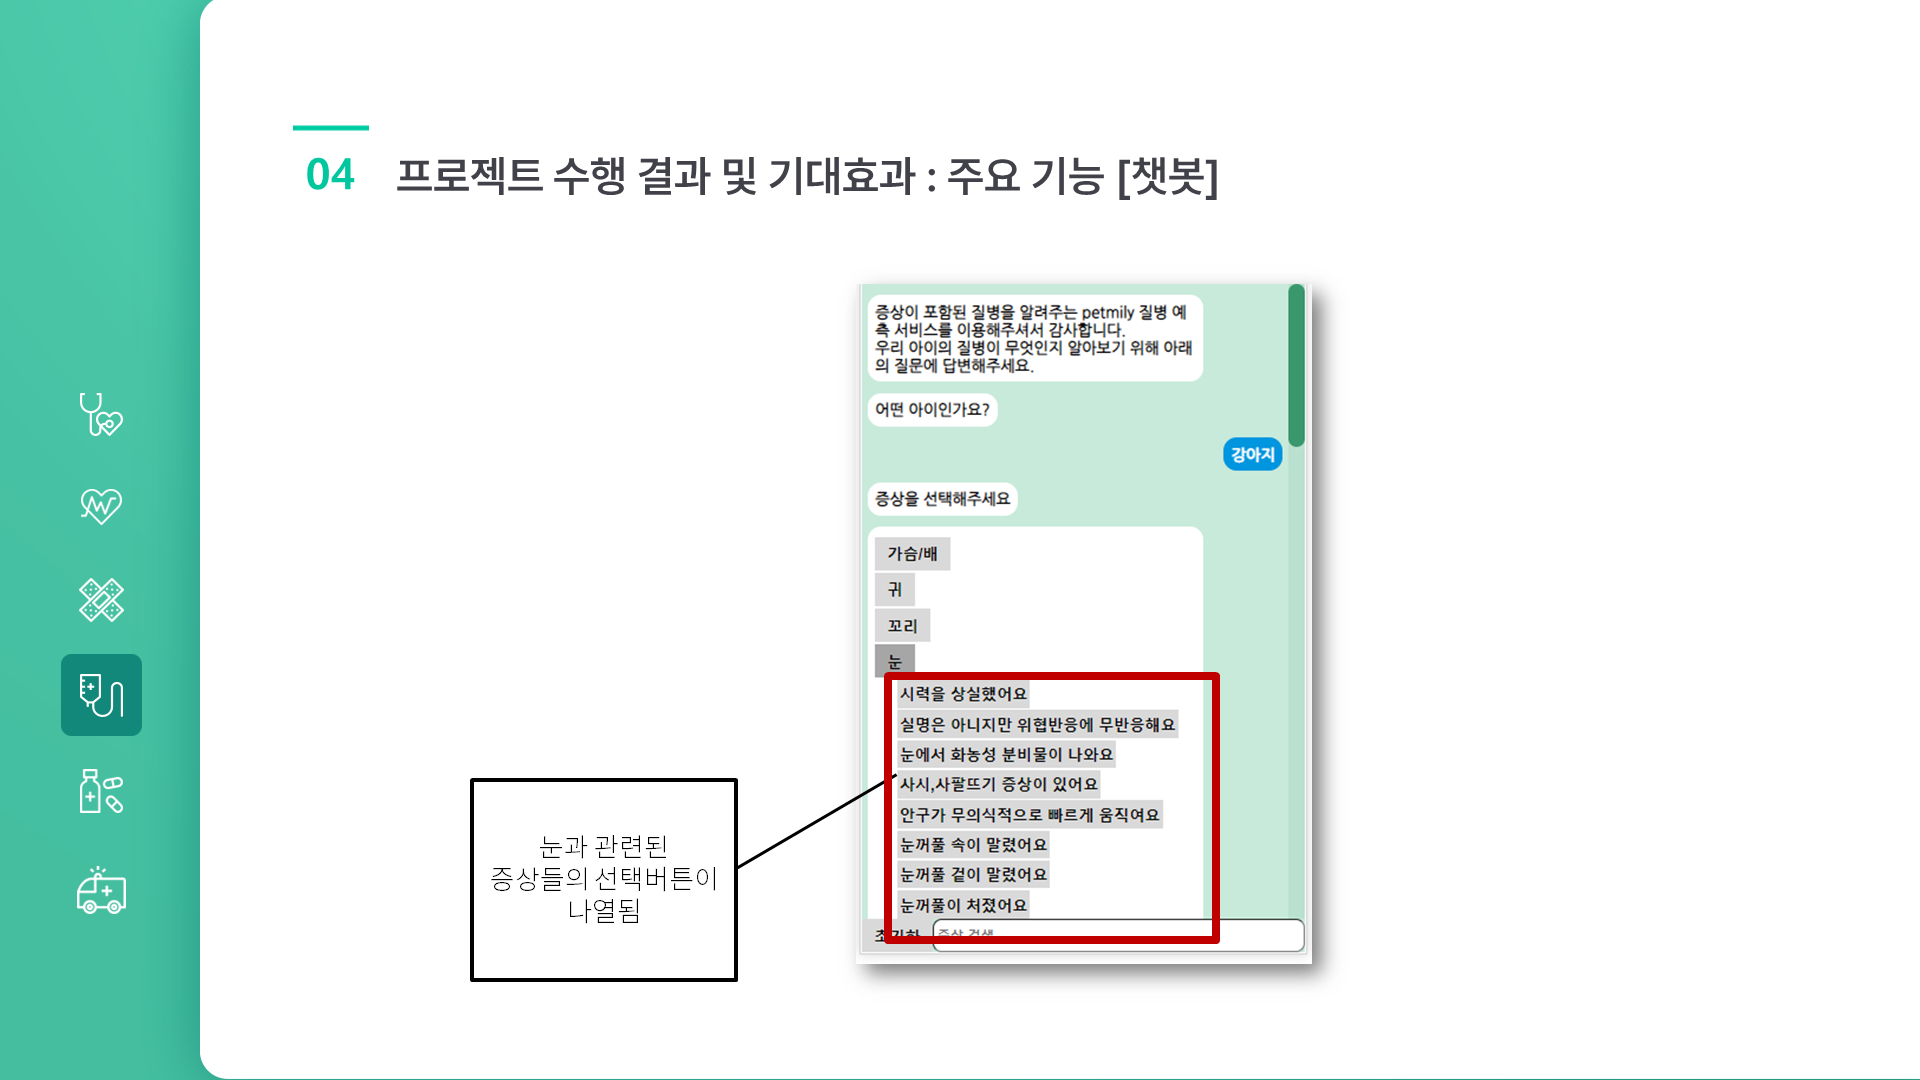 04 프로젝트 수행 결과 및 기대효과 : 주요 기능 [챗봇]
증상이 포함된 질병을 알려주는 petmily 질병 예
측 서비스를 이용해주셔서 감사합니다.
우리 아이의 질병이 무엇인지 알아보기 위해 아래
의 질문에 답변해주세요.
어떤 아이인가요?
강아지
증상을 선택해주세요
가슴/배
귀
꼬리
눈
시력을 상실했어요
실명은 아니지만 위협반응에 무반응해요
눈에서 화농성 분비물이 나와요
사시,사팔뜨기 증상이 있어요
안구가 무의식적으로 빠르게 움직여요
눈꺼풀 속이 말렸어요
눈꺼풀 겉이 말렸어요
눈꺼풀이 처졌어요
초기화
증상 검색
눈과 관련된
증상들의 선택버튼이
나열됨